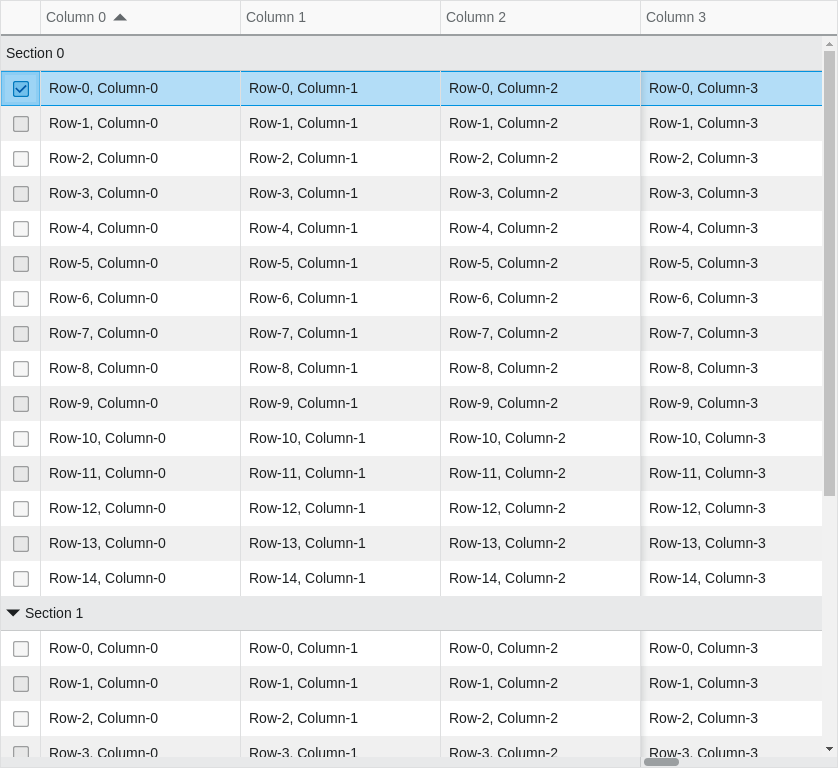 Column 0 Column 1 Column 2 Column 3
Section 0
Row-0, Column-0 Row-0, Column-1 Row-0, Column-2 Row-0, Column-3
Row-1, Column-0 Row-1, Column-1 Row-1, Column-2 Row-1, Column-3
Row-2, Column-0 Row-2, Column-1 Row-2, Column-2 Row-2, Column-3
Row-3, Column-0 Row-3, Column-1 Row-3, Column-2 Row-3, Column-3
Row-4, Column-0 Row-4, Column-1 Row-4, Column-2 Row-4, Column-3
Row-5, Column-0 Row-5, Column-1 Row-5, Column-2 Row-5, Column-3
Row-6, Column-0 Row-6, Column-1 Row-6, Column-2 Row-6, Column-3
Row-7, Column-0 Row-7, Column-1 Row-7, Column-2 Row-7, Column-3
Row-8, Column-0 Row-8, Column-1 Row-8, Column-2 Row-8, Column-3
Row-9, Column-0 Row-9, Column-1 Row-9, Column-2 Row-9, Column-3
Row-10, Column-0 Row-10, Column-1 Row-10, Column-2 Row-10, Column-3
Row-11, Column-0 Row-11, Column-1 Row-11, Column-2 Row-11, Column-3
Row-12, Column-0 Row-12, Column-1 Row-12, Column-2 Row-12, Column-3
Row-13, Column-0 Row-13, Column-1 Row-13, Column-2 Row-13, Column-3
Row-14, Column-0 Row-14, Column-1 Row-14, Column-2 Row-14, Column-3
Section 1
Row-0, Column-0 Row-0, Column-1 Row-0, Column-2 Row-0, Column-3
Row-1, Column-0 Row-1, Column-1 Row-1, Column-2 Row-1, Column-3
Row-2, Column-0 Row-2, Column-1 Row-2, Column-2 Row-2, Column-3
Row-3, Column-0 Row-3, Column-1 Row-3, Column-2 Row-3, Column-3